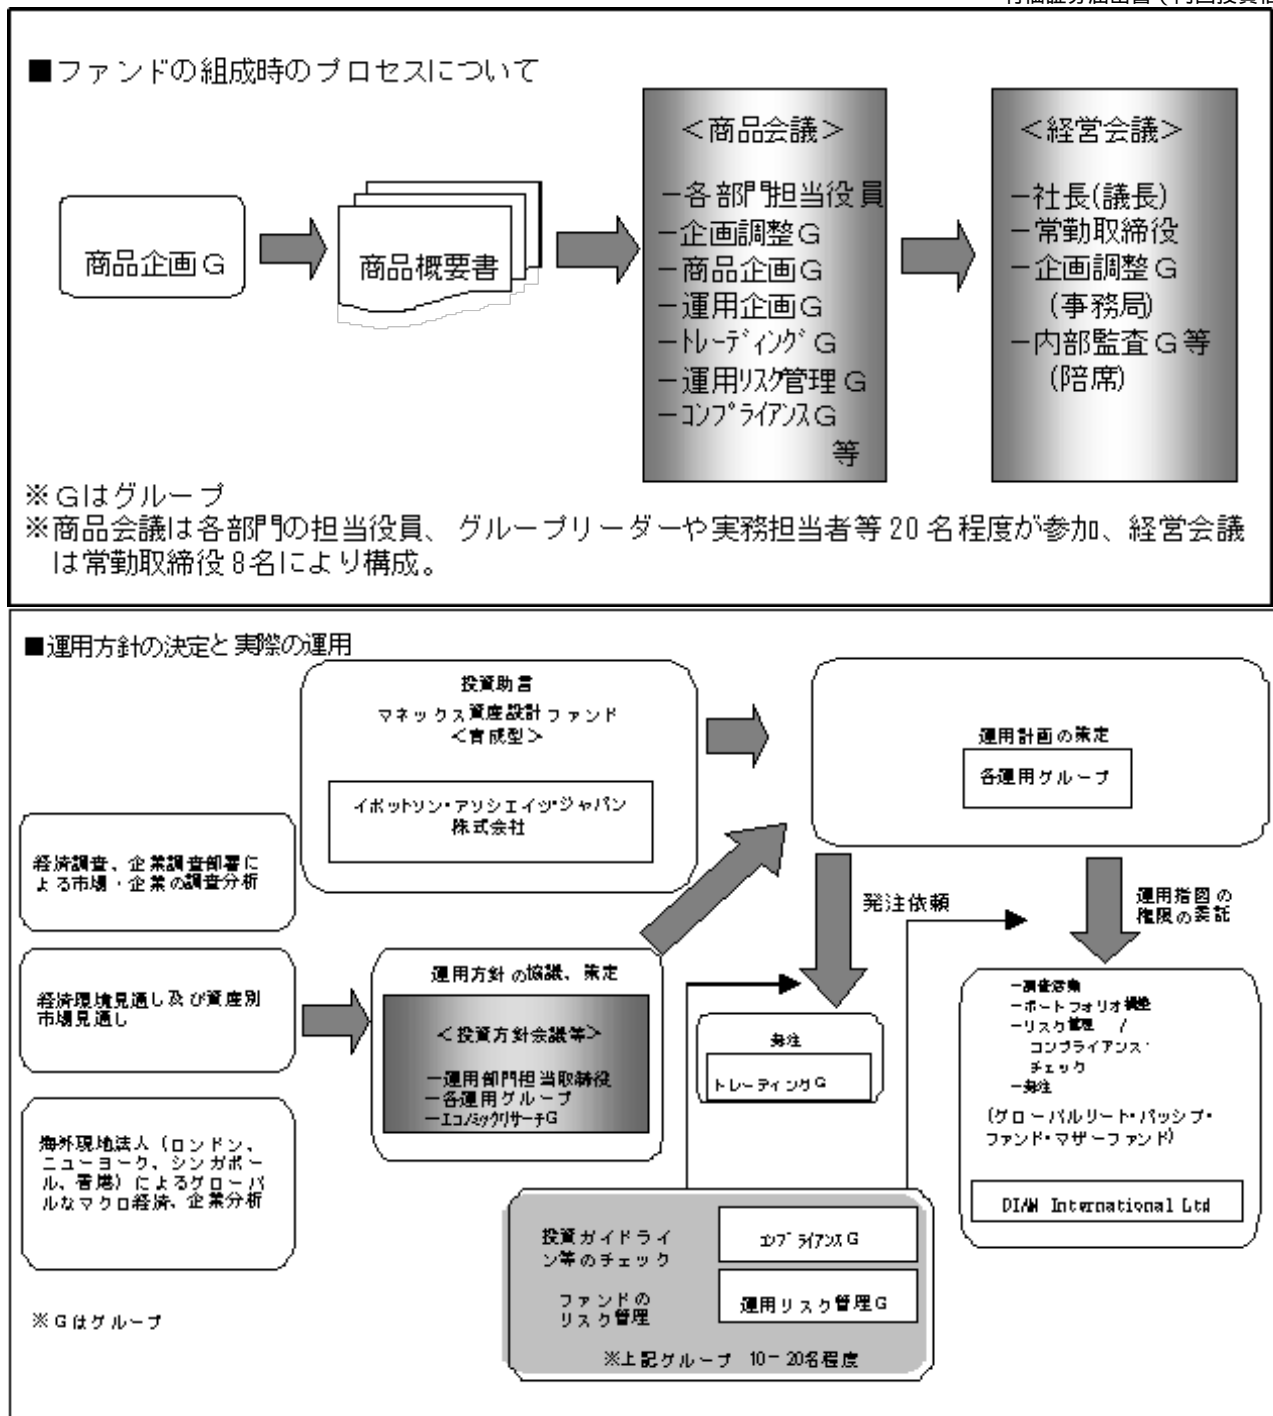 ■ファンドの組成時のプロセスについて
商品企画G
商品概要書
＜商品会議＞
－各部門担当役員
－企画調整G
－商品企画G
－運用企画G
－ﾄﾚｰﾃﾞｨﾝｸﾞG
－運用ﾘｽｸ管理G
－ｺﾝﾌﾟﾗｲｱﾝｽG
等
＜経営会議＞
－社長(議長)
－常勤取締役
－企画調整G
(事務局)
－内部監査G等
(陪席)
※Gはグループ
※商品会議は各部門の担当役員、グループリーダーや実務担当者等20名程度が参加、経営会議
は常勤取締役8名により構成。
■運用方針の決定と実際の運用
投資助言
マネックス資産設計ファンド
＜育成型＞
イボットソン・アソシエイツ・ジャパン
株式会社
運用計画の策定
各運用グループ
経済調査、企業調査部署に
よる市場・企業の調査分析
経済環境見通し及び資産別
市場見通し
海外現地法人（ロンドン、
ニューヨーク、シンガポー
ル、香港）によるグローバ
ルなマクロ経済、企業分析
運用方針の協議、策定
＜投資方針会議等＞
－運用部門担当取締役
－各運用グループ
－ｴｺﾉﾐｯｸﾘｻｰﾁG
発注依頼
発注
トレーディングG
運用指図の
権限の委託
－調査活動
－ポートフォリオ構築
－リスク管理 /
コンプライアンス・
チェック
－発注
(グローバルリート・パッシブ・
ファンド・マザーファンド)
DIAM International Ltd
投資ガイドライ
ン等のチェック
ｺﾝﾌﾟﾗｲｱﾝｽG
ファンドの
リスク管理
運用リスク管理G
※上記グループ 10－20名程度
※Gはグループ